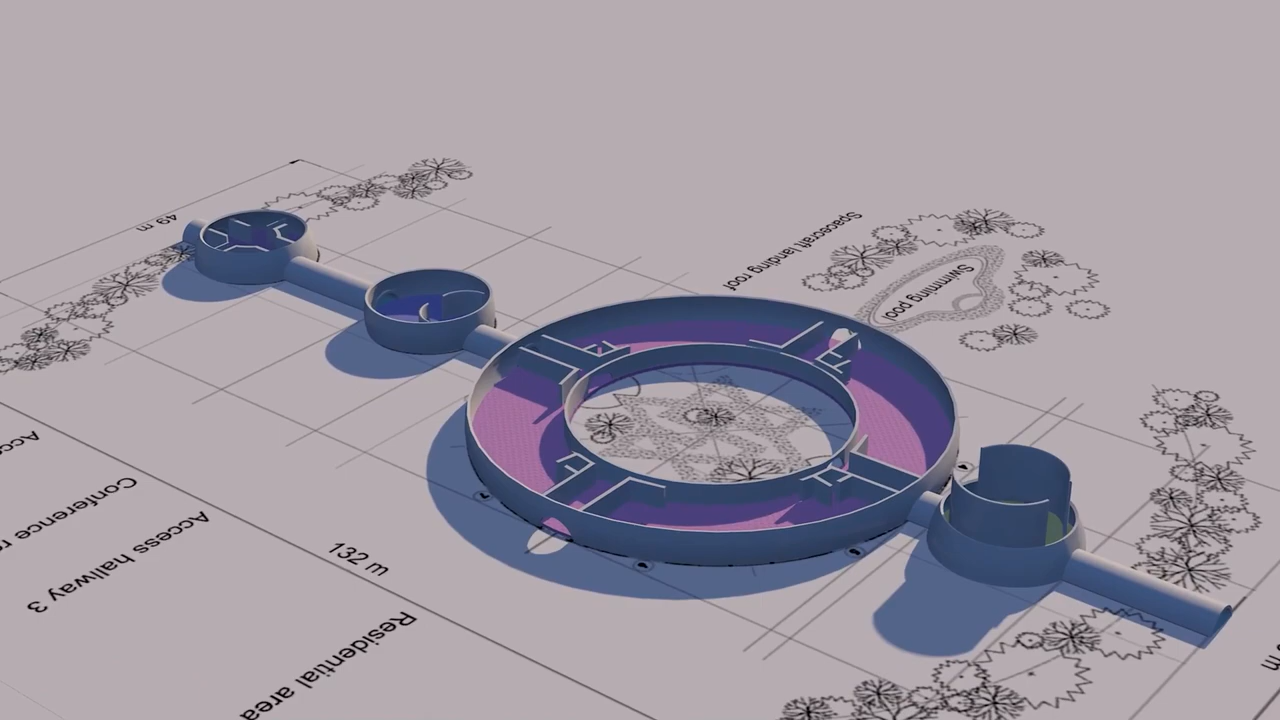 49 m
Spacecraft landing roof
Swimming pool
Conference
Access hallway 3
132 m
Residential area
m